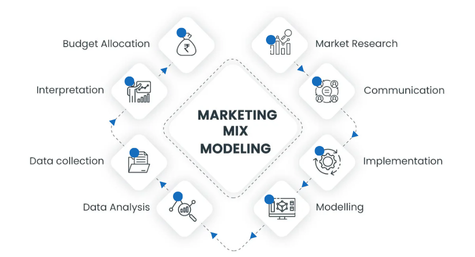 Budget Allocation
Market Research
Interpretation
Communication
MARKETING
MIX
MODELING
Data collection
Implementation
Data Analysis
Modelling